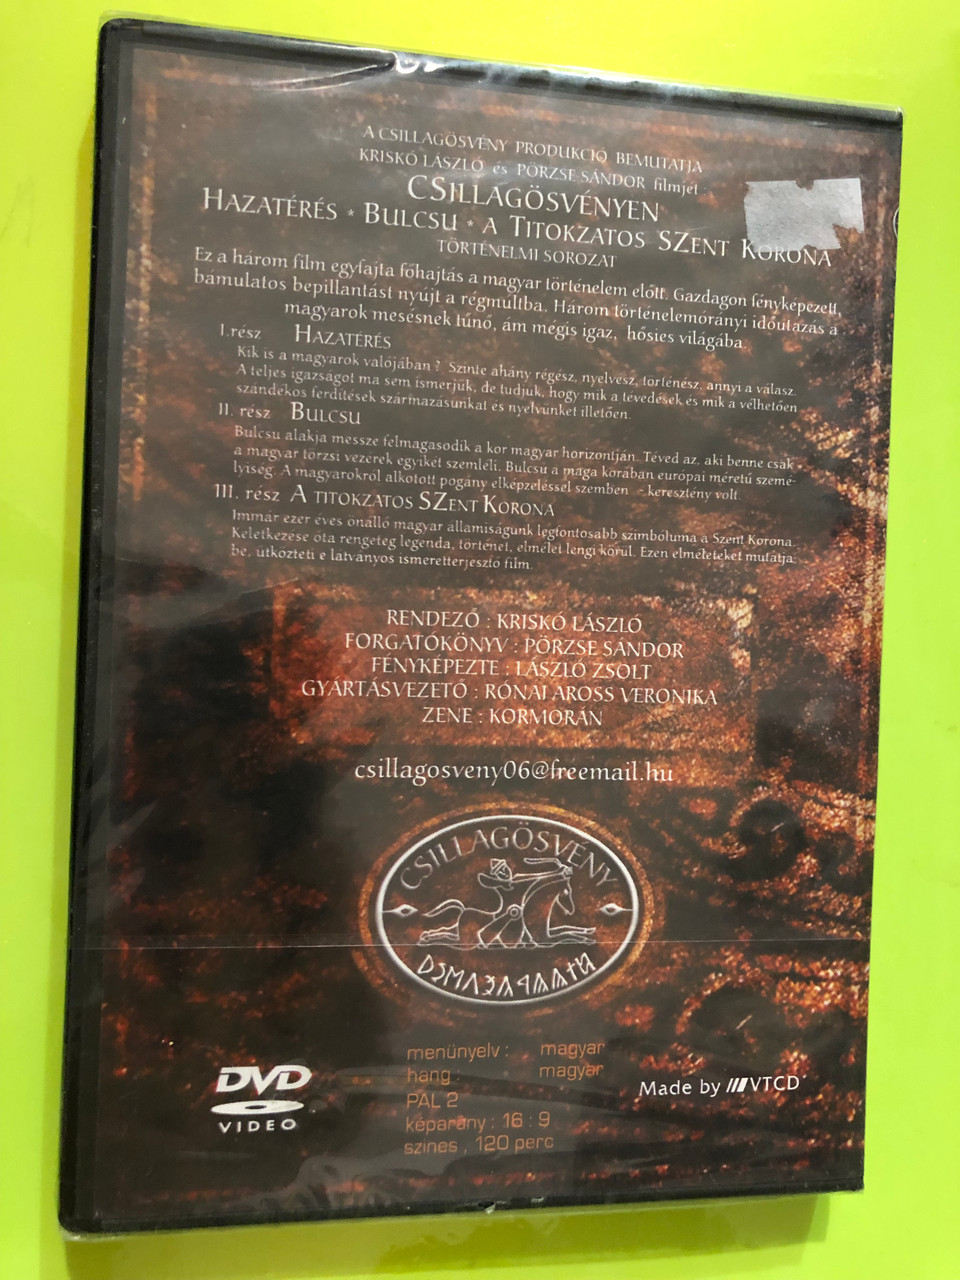 A CSILLAGÖSVÉNY PRODUKCIÓ BEMUTATJA
KRISKÓ LÁSZLÓ és PÖRZSE SÁNDOR filmjét
CSILLAGÖSVÉNYEN
HAZATÉRÉS * BULCSU * A TITOKZATOS SZENT KORONA
TÖRTÉNELMI SOROZAT
Ez a három film egyfajta főhajtás a magyar történelem előtt. Gazdagon fényképezett,
bámulatos bepillantást nyújt a régmúltba. Három történelemórányi időutazás a
magyarok mesésnek tűnő, ám mégis igaz, hősies világába.
I.rész HAZATÉRÉS
Kik is a magyarok valójában ? Szinte ahány régész, nyelvész, történész, annyi a válasz.
A teljes igazságot ma sem ismerjük, de tudjuk, hogy mik a tévedések és mik a vélhetően
szándékos ferdítések származásunkat és nyelvünket illetően.
II. rész BULCSU
Bulcsu alakja messze felmagasodik a kor magyar horizontján. Téved az, aki benne csak
a magyar törzsi vezérek egyikét szemléli. Bulcsu a maga korában európai méretű szemé-
lyiség. A magyarokról alkotott pogány elképzeléssel szemben - keresztény volt.
III. rész A TITOKZATOS SZENT KORONA
Immár ezer éves önálló magyar államiságunk legfontosabb szimbóluma a Szent Korona.
Keletkezése óta rengeteg legenda, történet, elmélet lengi körül. Ezen elméleteket mutatja
be, ütközteti e látványos ismeretterjesztő film.
RENDEZŐ : KRISKÓ LÁSZLÓ
FORGATÓKÖNYV : PÖRZSE SÁNDOR
FÉNYKÉPEZTE : LÁSZLÓ ZSOLT
GYÁRTÁSVEZETŐ : RÓNAI AROSS VERONIKA
ZENE : KORMORÁN
csillagosveny06@freemail.hu
CSILLAGÖSVÉNY
DVD
VIDEO
menünyelv : magyar
hang : magyar
PAL 2
képarány : 16 : 9
színes , 120 perc
Made by VTCD